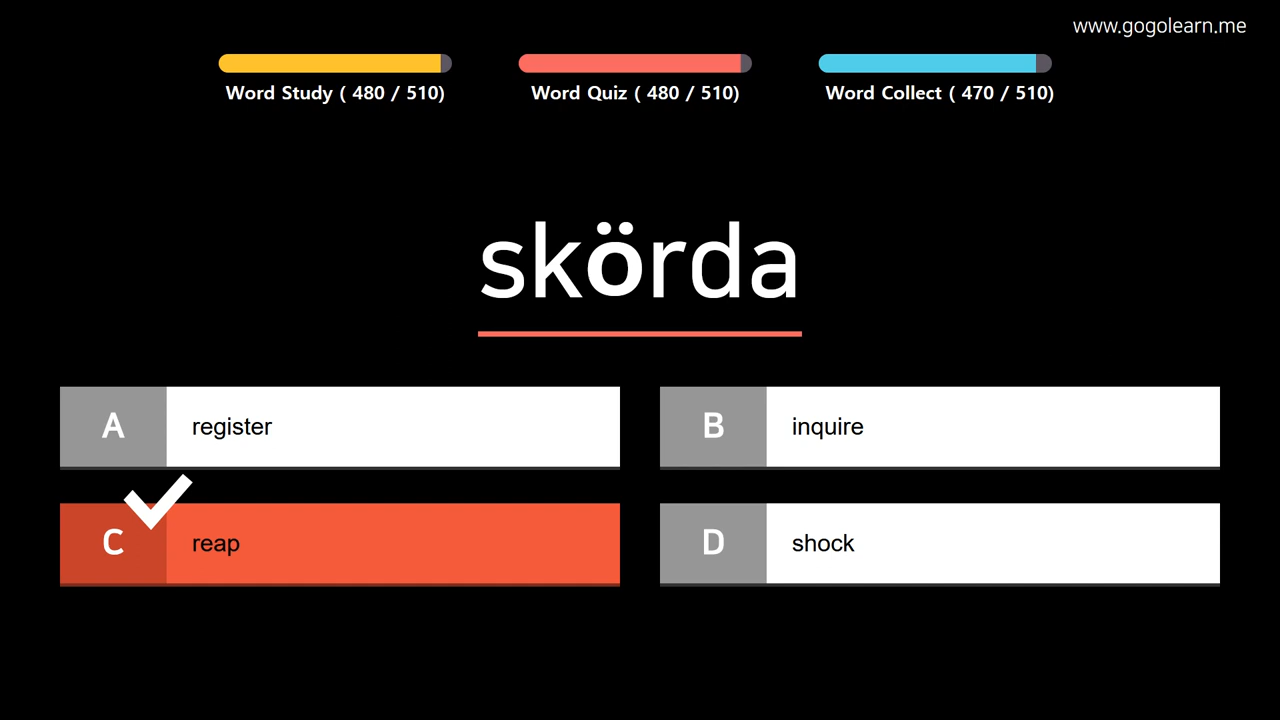 www.gogolearn.me
Word Study ( 480 / 510)
Word Quiz ( 480 / 510)
Word Collect ( 470 / 510)
skörda
A register
B inquire
C reap
D shock